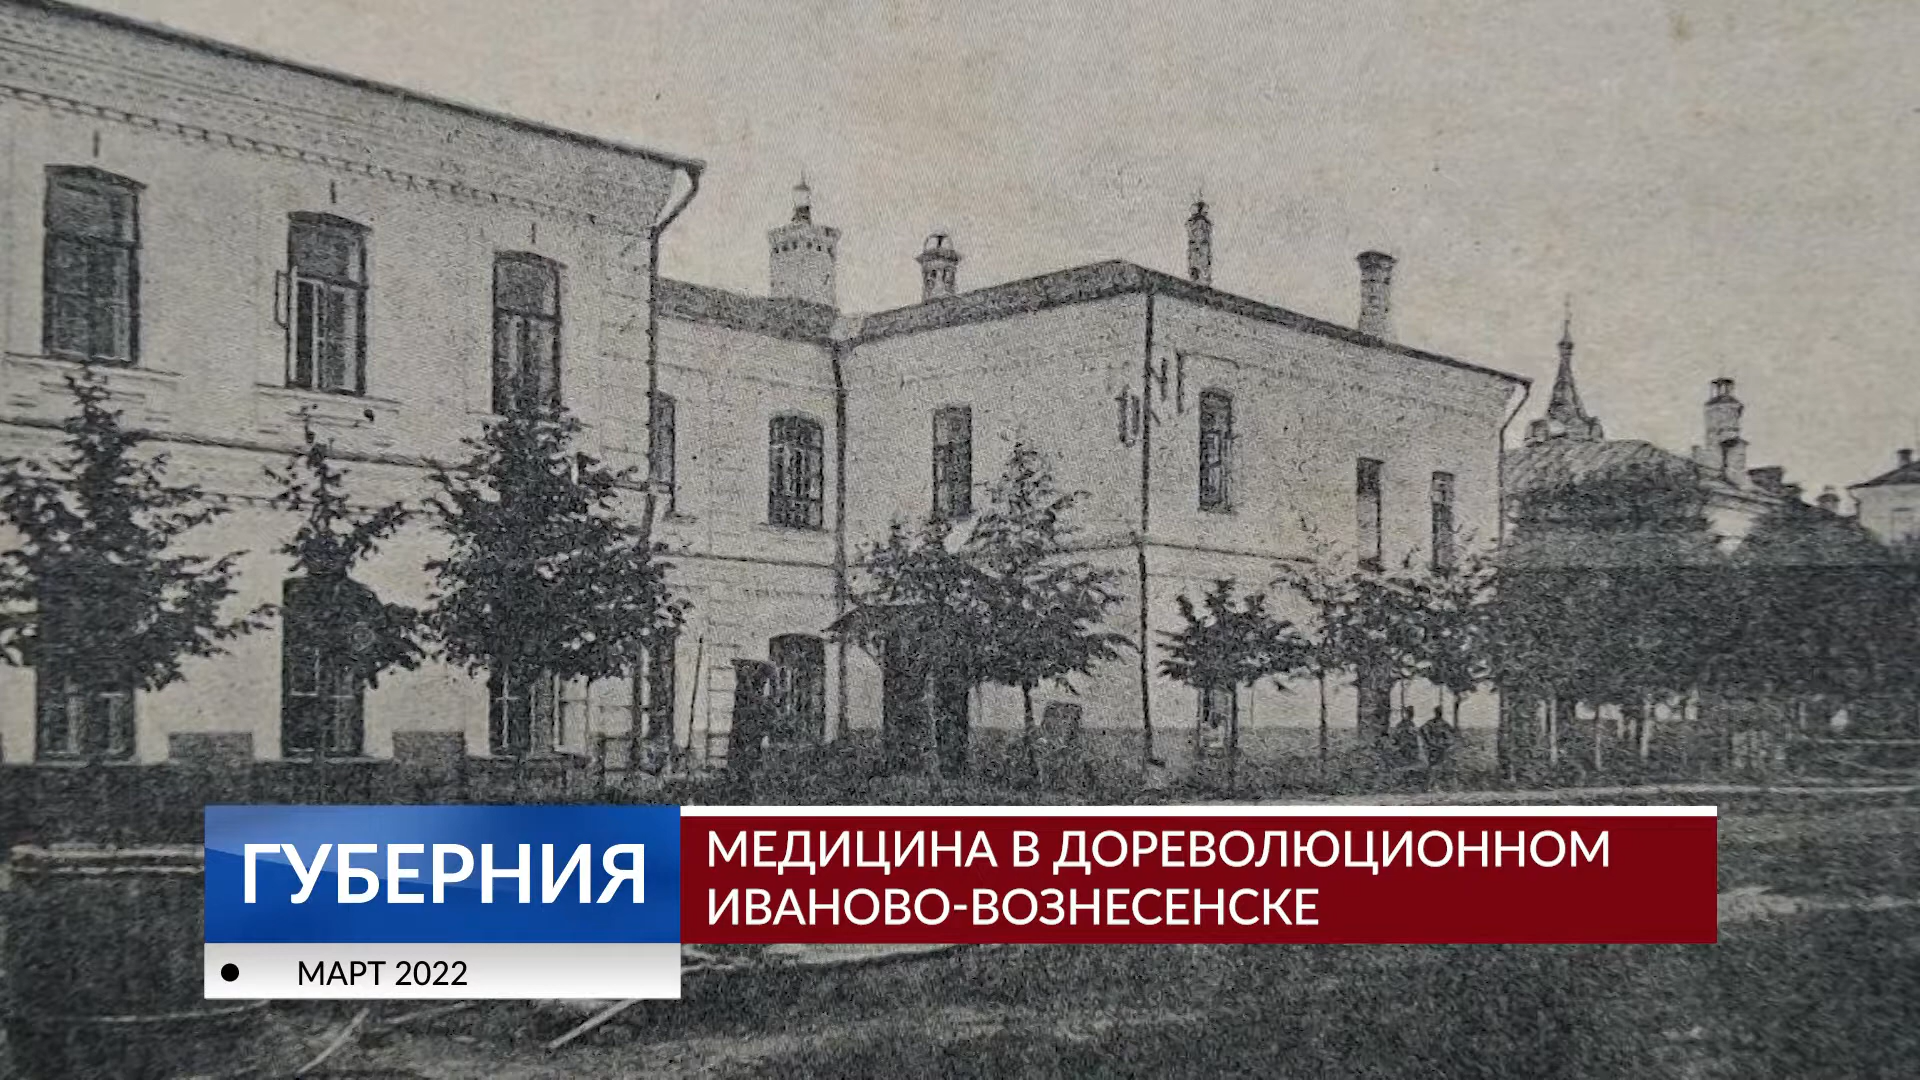 ГУБЕРНИЯ
МЕДИЦИНА В ДОРЕВОЛЮЦИОННОМ
ИВАНОВО-ВОЗНЕСЕНСКЕ
• МАРТ 2022